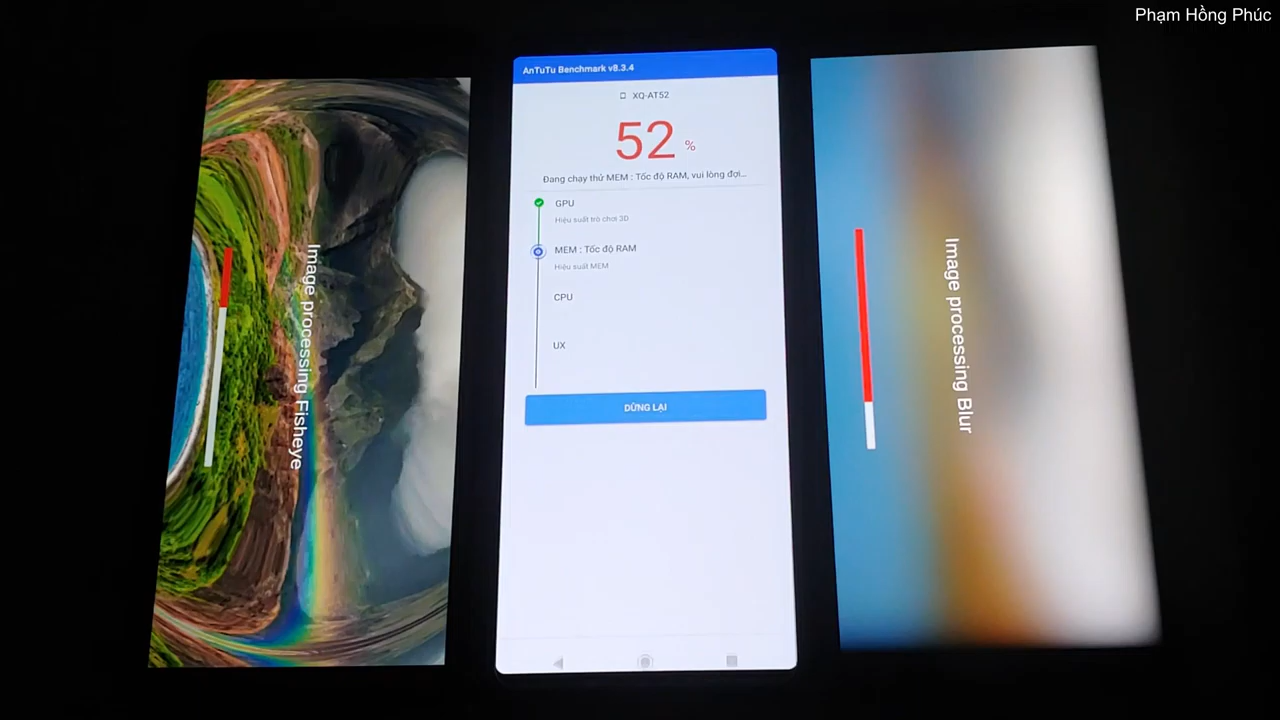 Phạm Hồng Phúc
Image processing Fisheye
AnTuTu Benchmark v8.3.4
XQ-AT52
52 %
Đang chạy thử MEM : Tốc độ RAM, vui lòng đợi...
GPU
Hiệu suất trò chơi 3D
MEM : Tốc độ RAM
Hiệu suất MEM
CPU
UX
DỪNG LẠI
Image processing Blur